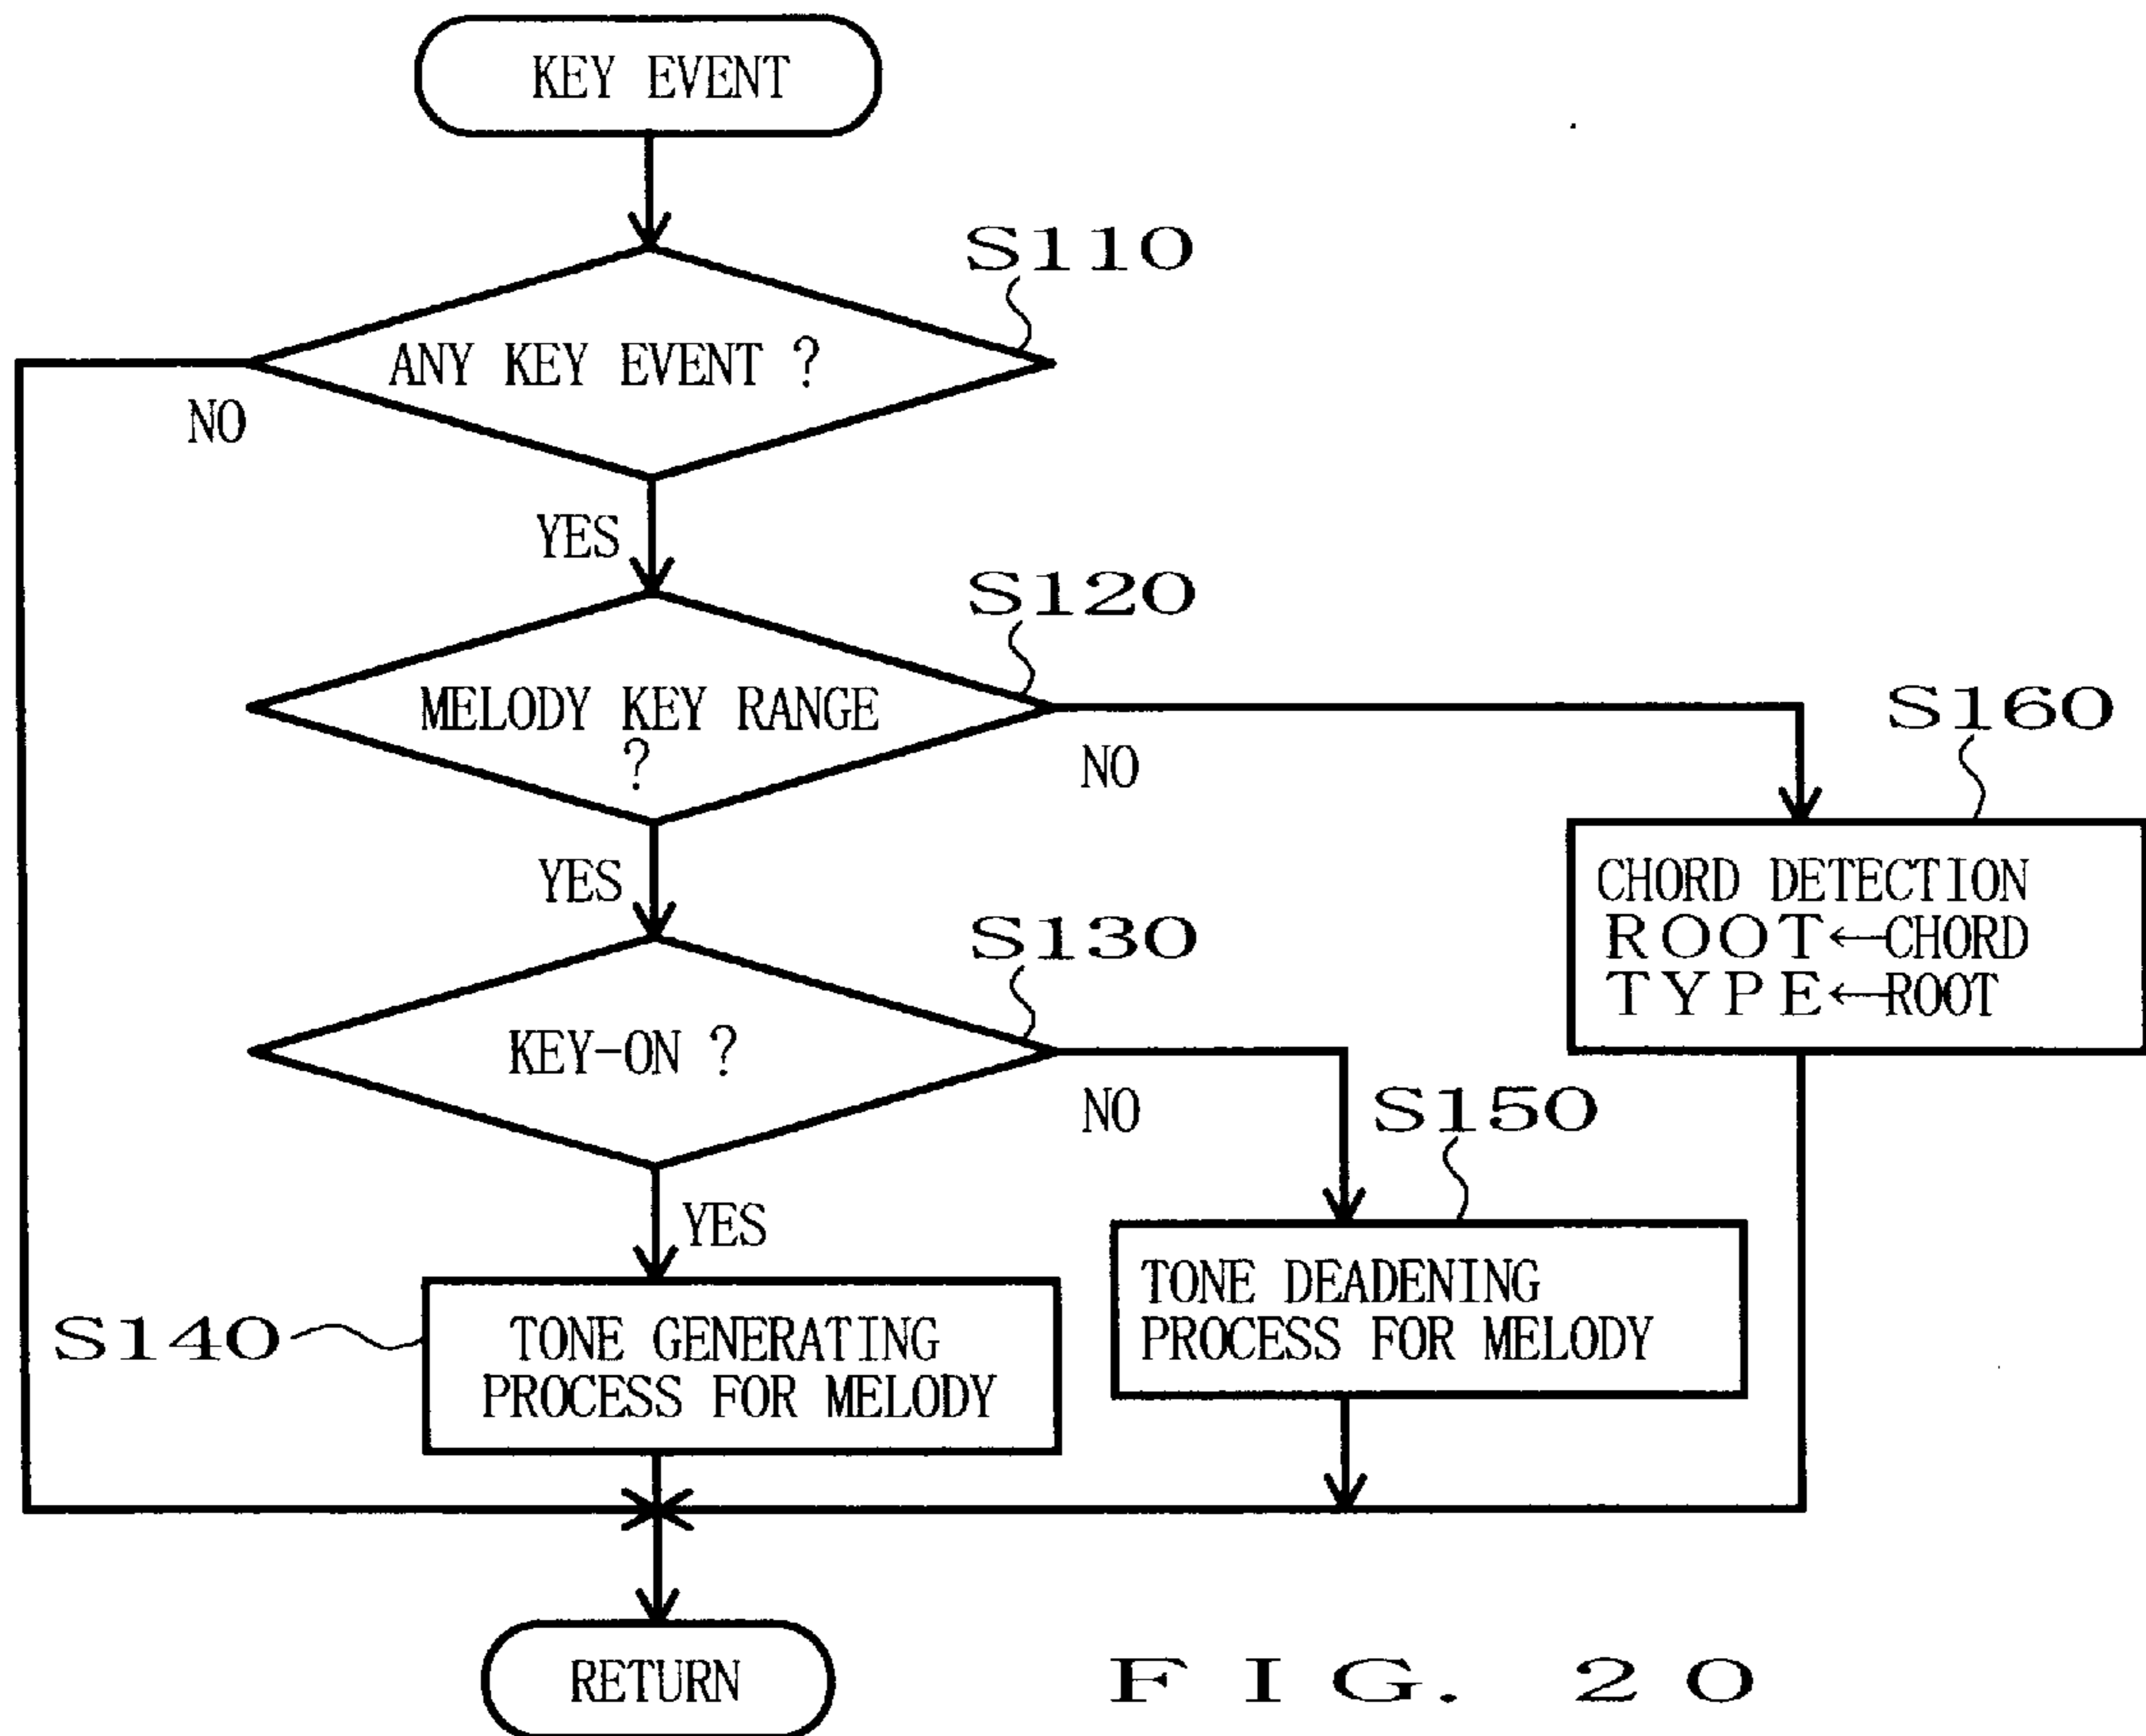 KEY EVENT
S110
ANY KEY EVENT ?
NO
YES
S120
MELODY KEY RANGE
?
NO
S160
YES
CHORD DETECTION
ROOT←CHORD
TYPE←ROOT
S130
KEY-ON ?
NO
S150
YES
TONE DEADENING
PROCESS FOR MELODY
S140
TONE GENERATING
PROCESS FOR MELODY
RETURN
FIG. 20